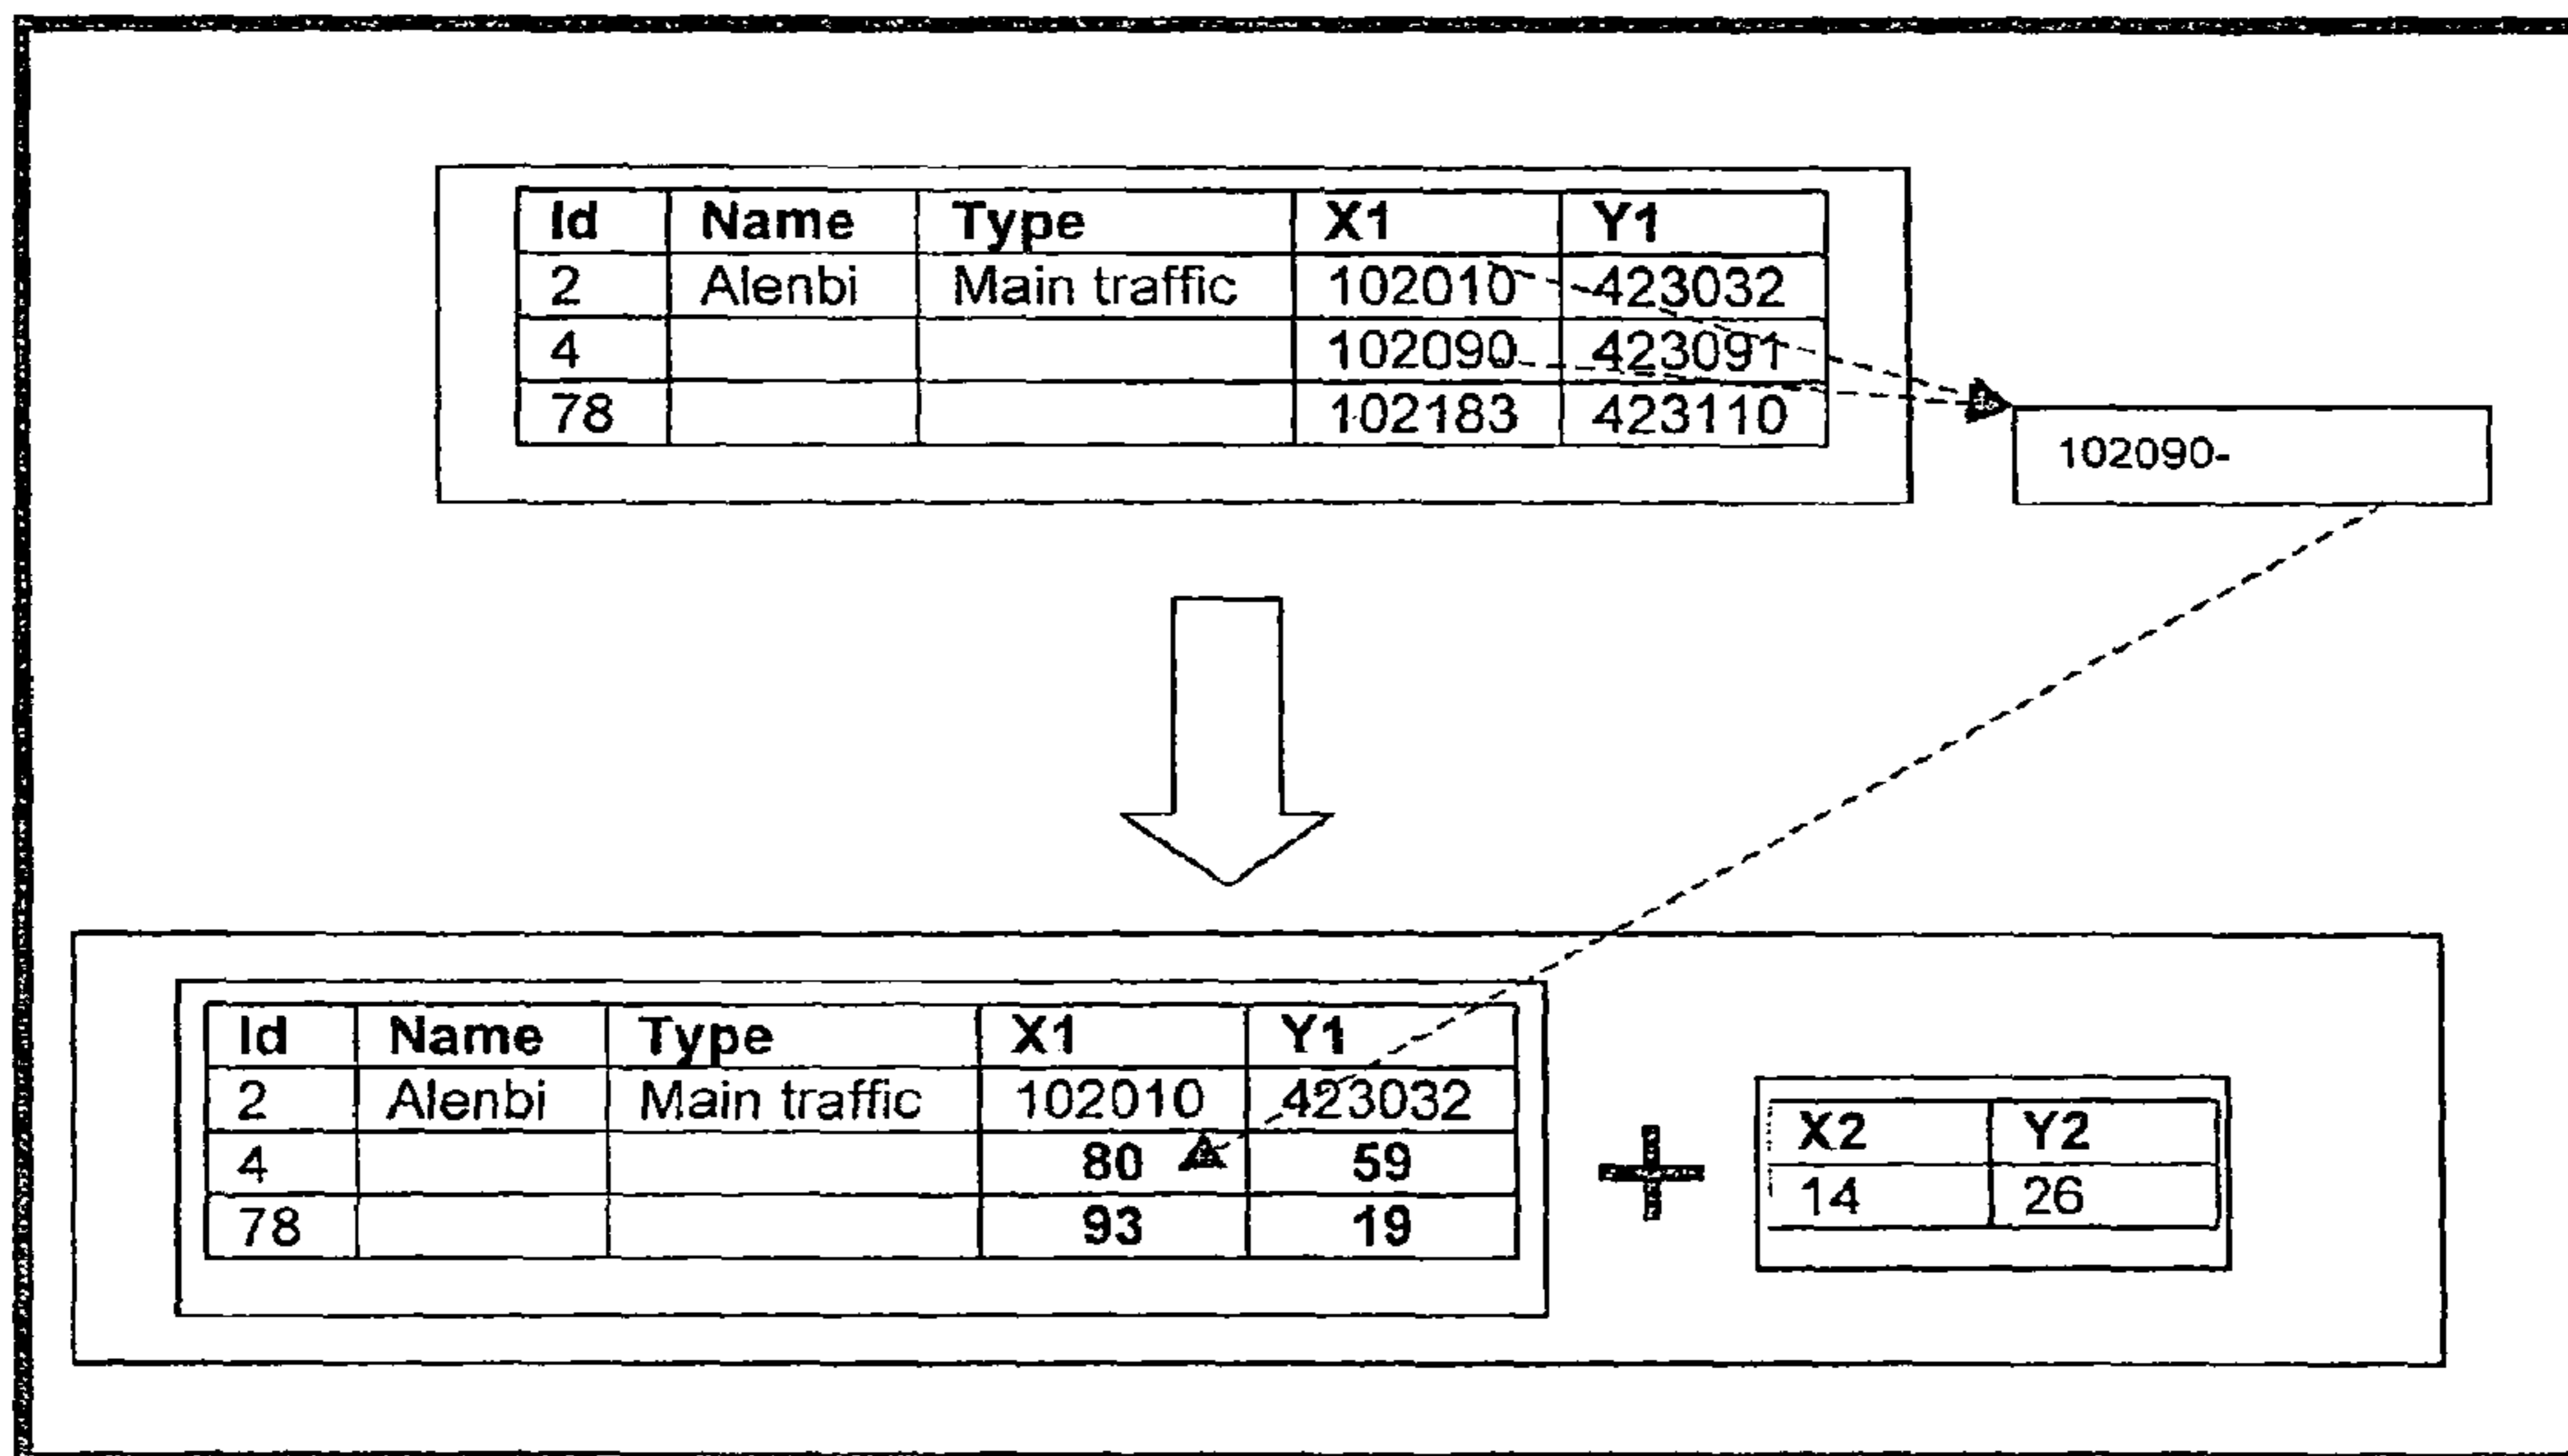 Id Name Type X1 Y1
2 Alenbi Main traffic 102010 423032
4 102090 423091
78 102183 423110
102090-
Id Name Type X1 Y1
2 Alenbi Main traffic 102010 423032
4 80 59
78 93 19
+
X2 Y2
14 26